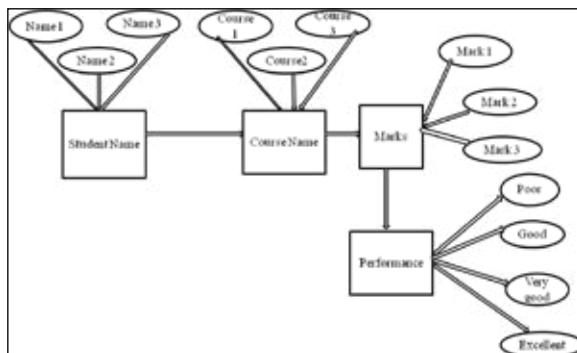 Name1
Name2
Name3
Course
1
Course2
Course
3
Mark 1
Mark 2
Mark 3
Student Name
Course Name
Marks
Poor
Good
Very
good
Excellent
Performance